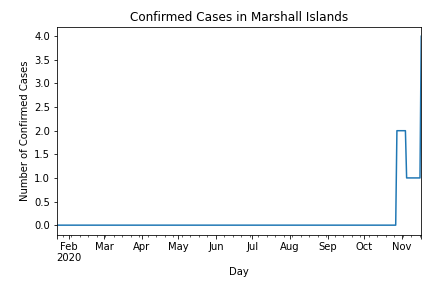 Confirmed Cases in Marshall Islands
Number of Confirmed Cases
4.0
3.5
3.0
2.5
2.0
1.5
1.0
0.5
0.0
Feb Mar Apr May Jun Jul Aug Sep Oct Nov
2020
Day